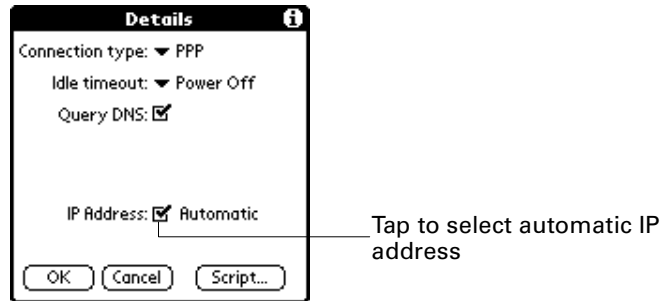 Details
Connection type: PPP
Idle timeout: Power Off
Query DNS:
IP Address: Automatic
Tap to select automatic IP
address
OK Cancel Script...